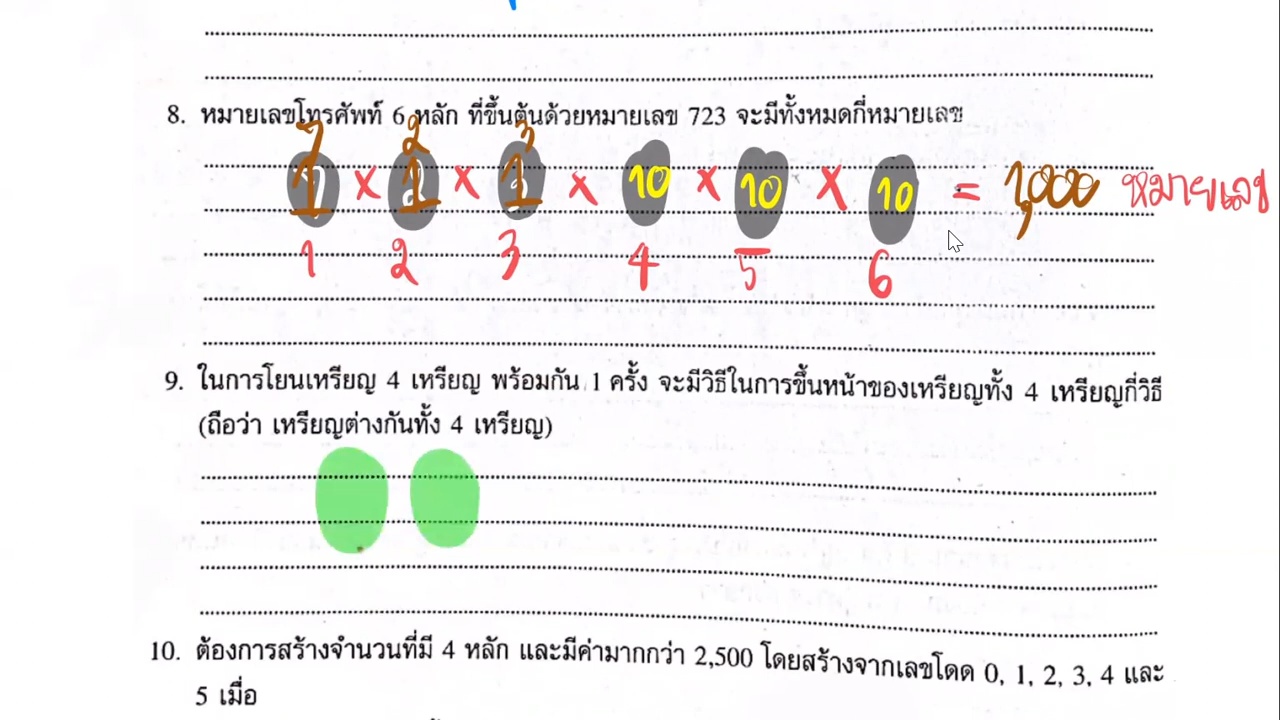 8. หมายเลขโทรศัพท์ 6 หลัก ที่ขึ้นต้นด้วยหมายเลข 723 จะมีทั้งหมดกี่หมายเลข
7 2 3
1 × 1 × 1 × 10 × 10 × 10 = 1,000 หมายเลข
1 2 3 4 5 6
9. ในการโยนเหรียญ 4 เหรียญ พร้อมกัน 1 ครั้ง จะมีวิธีในการขึ้นหน้าของเหรียญทั้ง 4 เหรียญกี่วิธี
(ถือว่า เหรียญต่างกันทั้ง 4 เหรียญ)
10. ต้องการสร้างจำนวนที่มี 4 หลัก และมีค่ามากกว่า 2,500 โดยสร้างจากเลขโดด 0, 1, 2, 3, 4 และ
5 เมื่อ